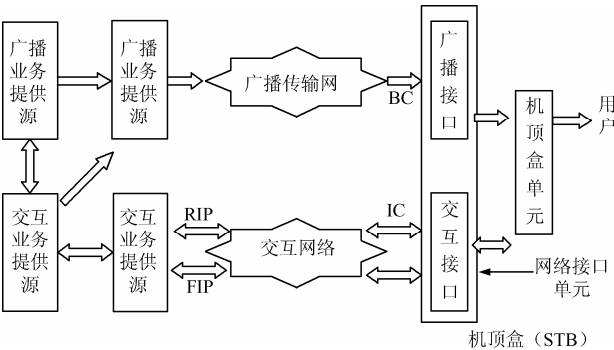 广播业务提供源
广播业务提供源
广播传输网
BC
广播接口
机顶盒单元
用户
交互业务提供源
交互业务提供源
RIP
FIP
交互网络
IC
交互接口
网络接口
单元
机顶盒（STB）